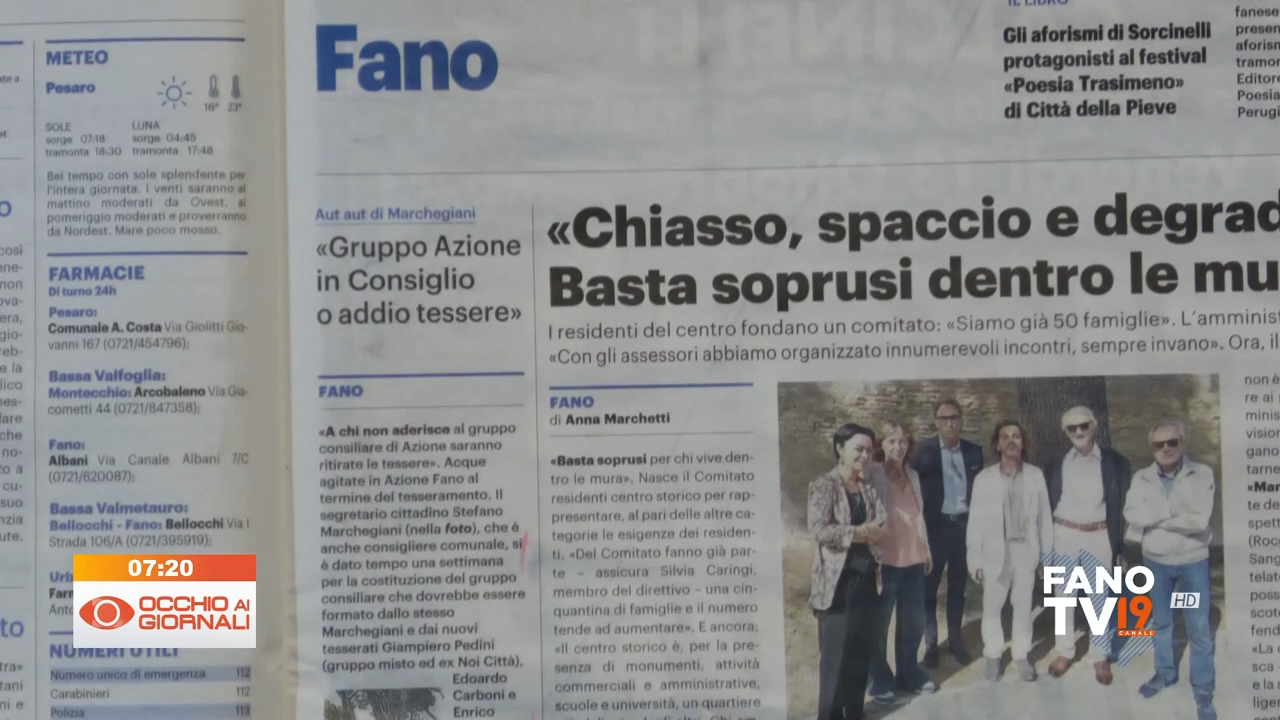 METEO
Pesaro
16° 23°
SOLE
sorge 07:18
tramonta 18:30
LUNA
sorge 04:45
tramonta 17:48
Bel tempo con sole splendente per
l'intera giornata. I venti saranno al
mattino moderati da Ovest, al
pomeriggio moderati e proverranno
da Nordest. Mare poco mosso.
FARMACIE
Di turno 24h
Pesaro:
Comunale A. Costa Via Giolitti Gio-
vanni 167 (0721/454796);
Bassa Valfoglia:
Montecchio: Arcobaleno Via Gia-
cometti 44 (0721/847358);
Fano:
Albani Via Canale Albani 7/C
(0721/620087);
Bassa Valmetauro:
Bellocchi - Fano: Bellocchi Via I
Strada 106/A (0721/395919);
NUMERI UTILI
Numero unico di emergenza 112
Carabinieri 112
Polizia 113
Fano
IL LIBRO
Gli aforismi di Sorcinelli
protagonisti al festival
«Poesia Trasimeno»
di Città della Pieve
fanese
presen
aforism
tramon
Editore
Poesia
Perugi
Aut aut di Marchegiani
«Gruppo Azione
in Consiglio
o addio tessere»
FANO
«A chi non aderisce al gruppo
consiliare di Azione saranno
ritirate le tessere». Acque
agitate in Azione Fano al
termine del tesseramento. Il
segretario cittadino Stefano
Marchegiani (nella foto), che è
anche consigliere comunale, si
è dato tempo una settimana
per la costituzione del gruppo
consiliare che dovrebbe essere
formato dallo stesso
Marchegiani e dai nuovi
tesserati Giampiero Pedini
(gruppo misto ed ex Noi Città),
Edoardo
Carboni e
Enrico
«Chiasso, spaccio e degrad
Basta soprusi dentro le mu
I residenti del centro fondano un comitato: «Siamo già 50 famiglie». L'amminist
«Con gli assessori abbiamo organizzato innumerevoli incontri, sempre invano». Ora, il
FANO
di Anna Marchetti
«Basta soprusi per chi vive den-
tro le mura». Nasce il Comitato
residenti centro storico per rap-
presentare, al pari delle altre ca-
tegorie le esigenze dei residen-
ti. «Del Comitato fanno già par-
te – assicura Silvia Caringi,
membro del direttivo – una cin-
quantina di famiglie e il numero
tende ad aumentare». E ancora:
«Il centro storico è, per la pre-
senza di monumenti, attività
commerciali e amministrative,
scuole e università, un quartiere
07:20
OCCHIO AI
GIORNALI
FANO
TV19
CANALE
HD